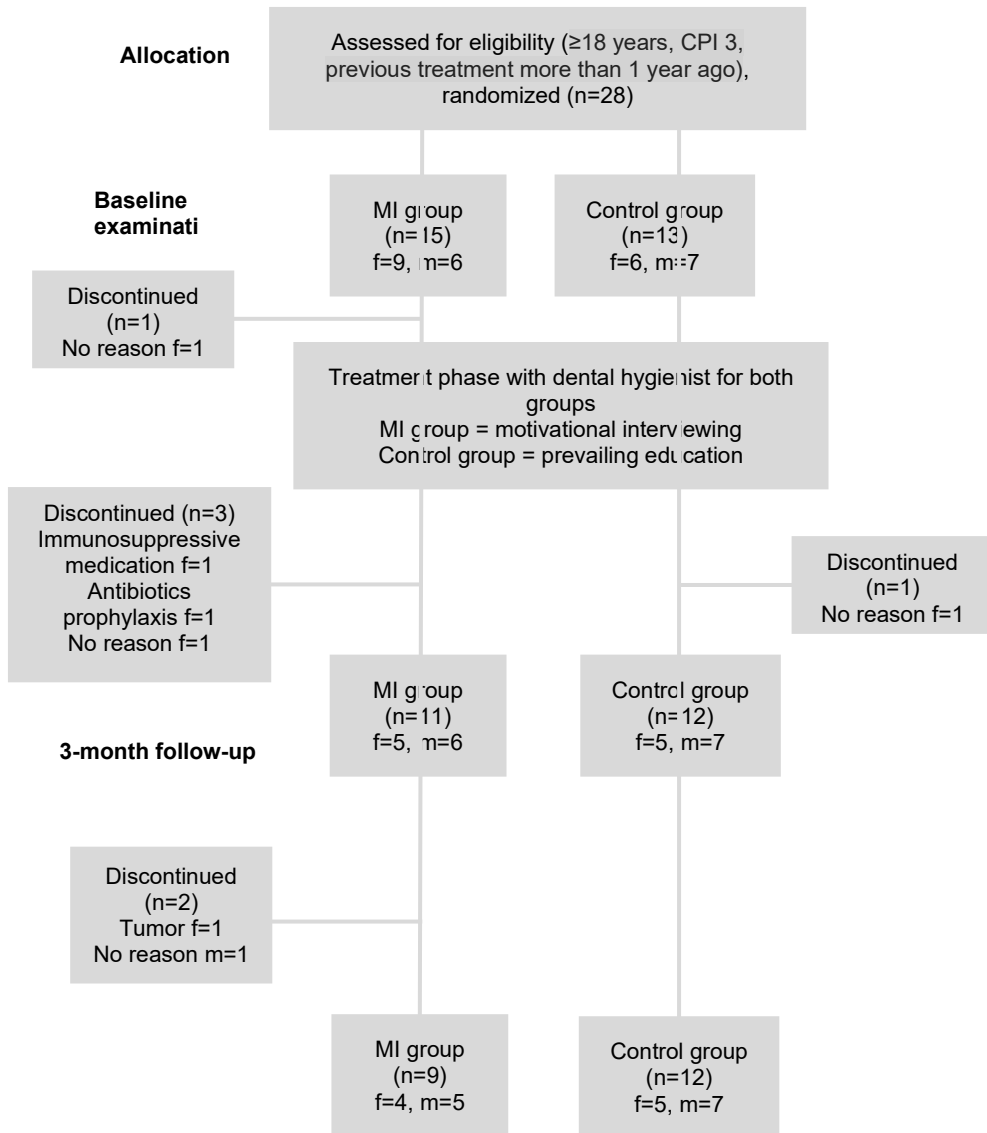 Allocation
Assessed for eligibility (≥18 years, CPI 3,
previous treatment more than 1 year ago),
randomized (n=28)
Baseline
examinati
MI group
(n=15)
f=9, m=6
Control group
(n=13)
f=6, m=7
Discontinued
(n=1)
No reason f=1
Treatment phase with dental hygienist for both
groups
MI group = motivational interviewing
Control group = prevailing education
Discontinued (n=3)
Immunosuppressive
medication f=1
Antibiotics
prophylaxis f=1
No reason f=1
Discontinued
(n=1)
No reason f=1
MI group
(n=11)
f=5, m=6
Control group
(n=12)
f=5, m=7
3-month follow-up
Discontinued
(n=2)
Tumor f=1
No reason m=1
MI group
(n=9)
f=4, m=5
Control group
(n=12)
f=5, m=7